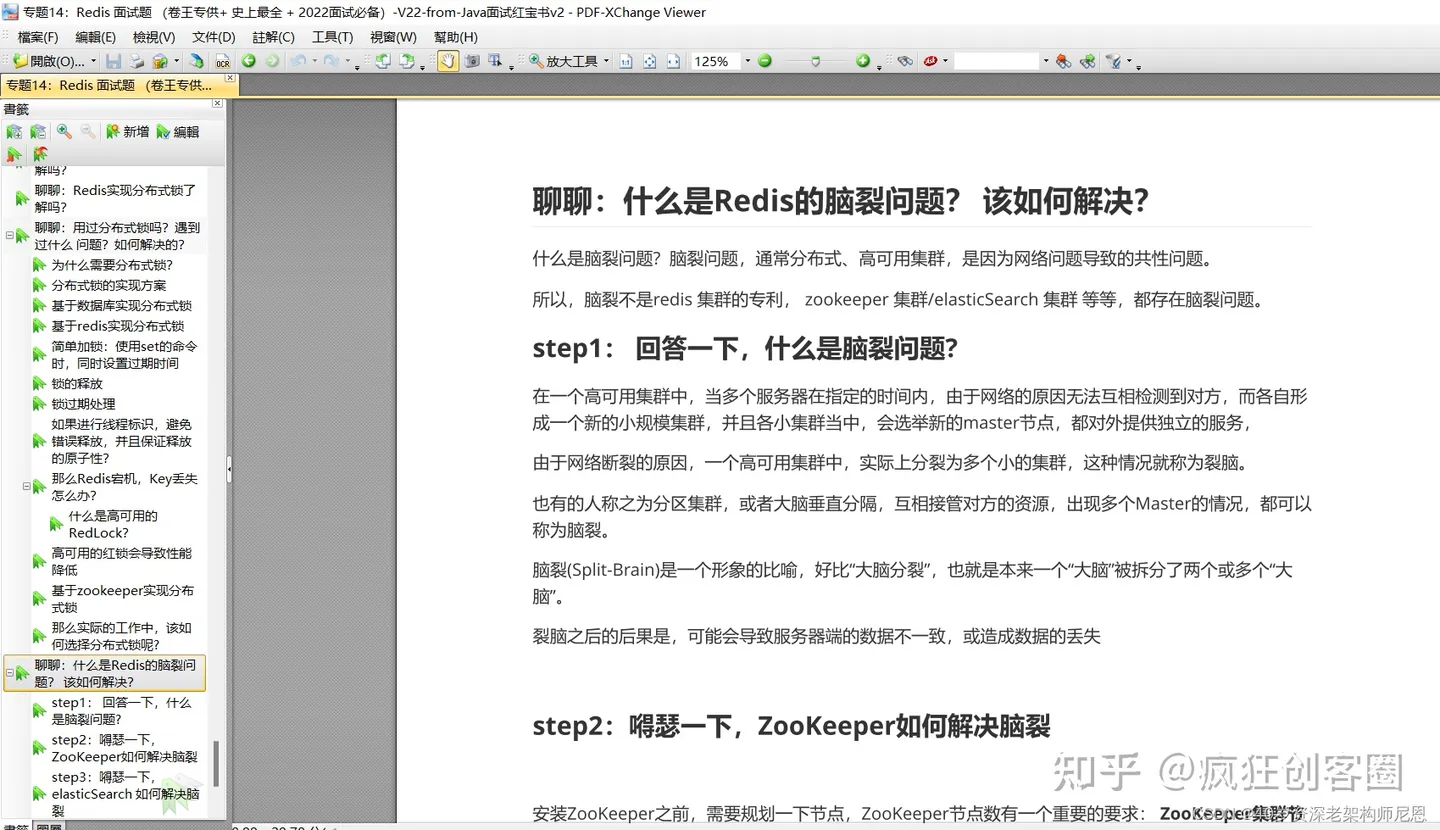 专题14：Redis 面试题 （卷王专供+ 史上最全 + 2022面试必备）-V22-from-Java面试红宝书v2 - PDF-XChange Viewer
檔案(F) 編輯(E) 檢視(V) 文件(D) 註解(C) 工具(T) 視窗(W) 幫助(H)
開啟(O)... OCR 放大工具 125%
专题14：Redis 面试题 （卷王专供...
書籤
新增 編輯
解吗？
聊聊：Redis实现分布式锁了
解吗？
聊聊：用过分布式锁吗？遇到
过什么 问题？如何解决的？
为什么需要分布式锁？
分布式锁的实现方案
基于数据库实现分布式锁
基于redis实现分布式锁
简单加锁：使用set的命令
时，同时设置过期时间
锁的释放
锁过期处理
如果进行线程标识，避免
错误释放，并且保证释放
的原子性？
那么Redis宕机，Key丢失
怎么办？
什么是高可用的
RedLock？
高可用的红锁会导致性能
降低
基于zookeeper实现分布
式锁
那么实际的工作中，该如
何选择分布式锁呢？
聊聊：什么是Redis的脑裂问
题？ 该如何解决？
step1： 回答一下，什么
是脑裂问题？
step2：嘚瑟一下，
ZooKeeper如何解决脑裂
step3：嘚瑟一下，
elasticSearch 如何解决脑
裂
聊聊：什么是Redis的脑裂问题？ 该如何解决？
什么是脑裂问题？脑裂问题，通常分布式、高可用集群，是因为网络问题导致的共性问题。
所以，脑裂不是redis 集群的专利， zookeeper 集群/elasticSearch 集群 等等，都存在脑裂问题。
step1： 回答一下，什么是脑裂问题?
在一个高可用集群中，当多个服务器在指定的时间内，由于网络的原因无法互相检测到对方，而各自形
成一个新的小规模集群，并且各小集群当中，会选举新的master节点，都对外提供独立的服务，
由于网络断裂的原因，一个高可用集群中，实际上分裂为多个小的集群，这种情况就称为裂脑。
也有的人称之为分区集群，或者大脑垂直分隔，互相接管对方的资源，出现多个Master的情况，都可以
称为脑裂。
脑裂(Split-Brain)是一个形象的比喻，好比“大脑分裂”，也就是本来一个“大脑”被拆分了两个或多个“大
脑”。
裂脑之后的后果是，可能会导致服务器端的数据不一致，或造成数据的丢失
step2：嘚瑟一下，ZooKeeper如何解决脑裂
知乎 @疯狂创客圈
安装ZooKeeper之前，需要规划一下节点，ZooKeeper节点数有一个重要的要求： ZooKeeper集群节